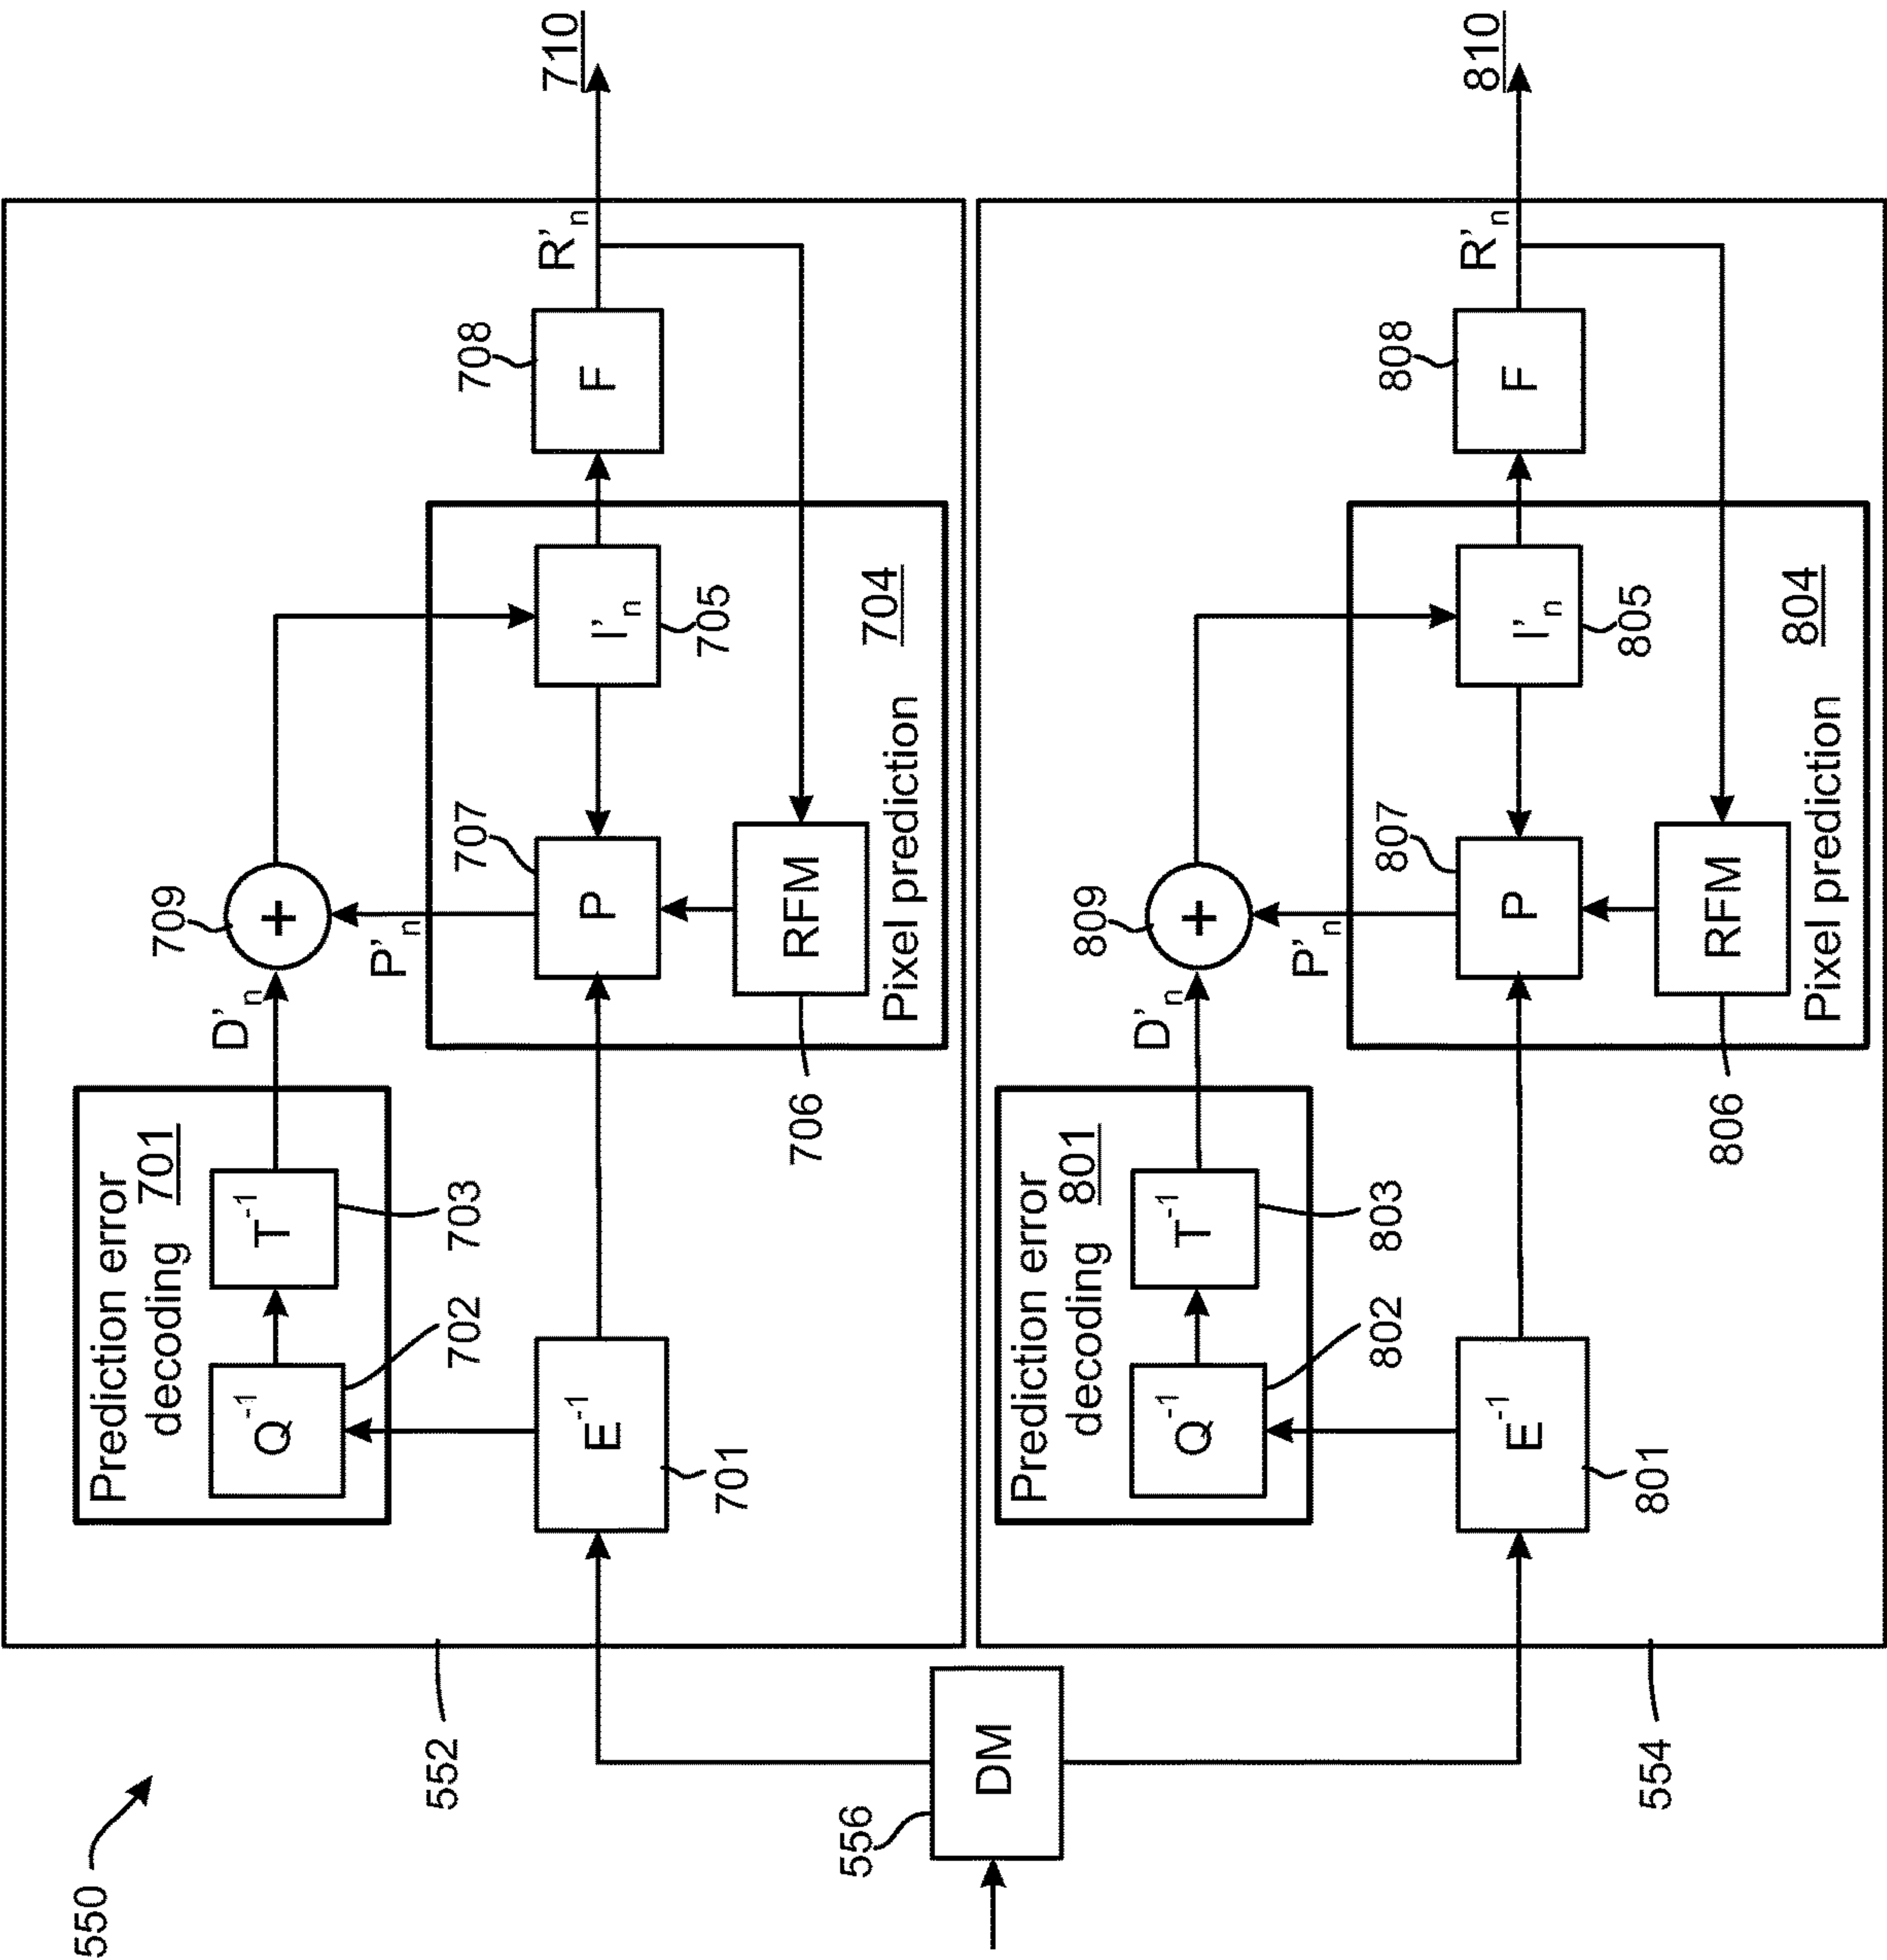 550
552
Prediction error
decoding 701
Q-1
T-1
702
703
D'n
709
+
P'n
E-1
701
707
P
I'n
705
RFM
706
704
Pixel prediction
708
F
R'n
710
556
DM
554
Prediction error
decoding 801
Q-1
T-1
802
803
D'n
809
+
P'n
E-1
801
807
P
I'n
805
RFM
806
804
Pixel prediction
808
F
R'n
810